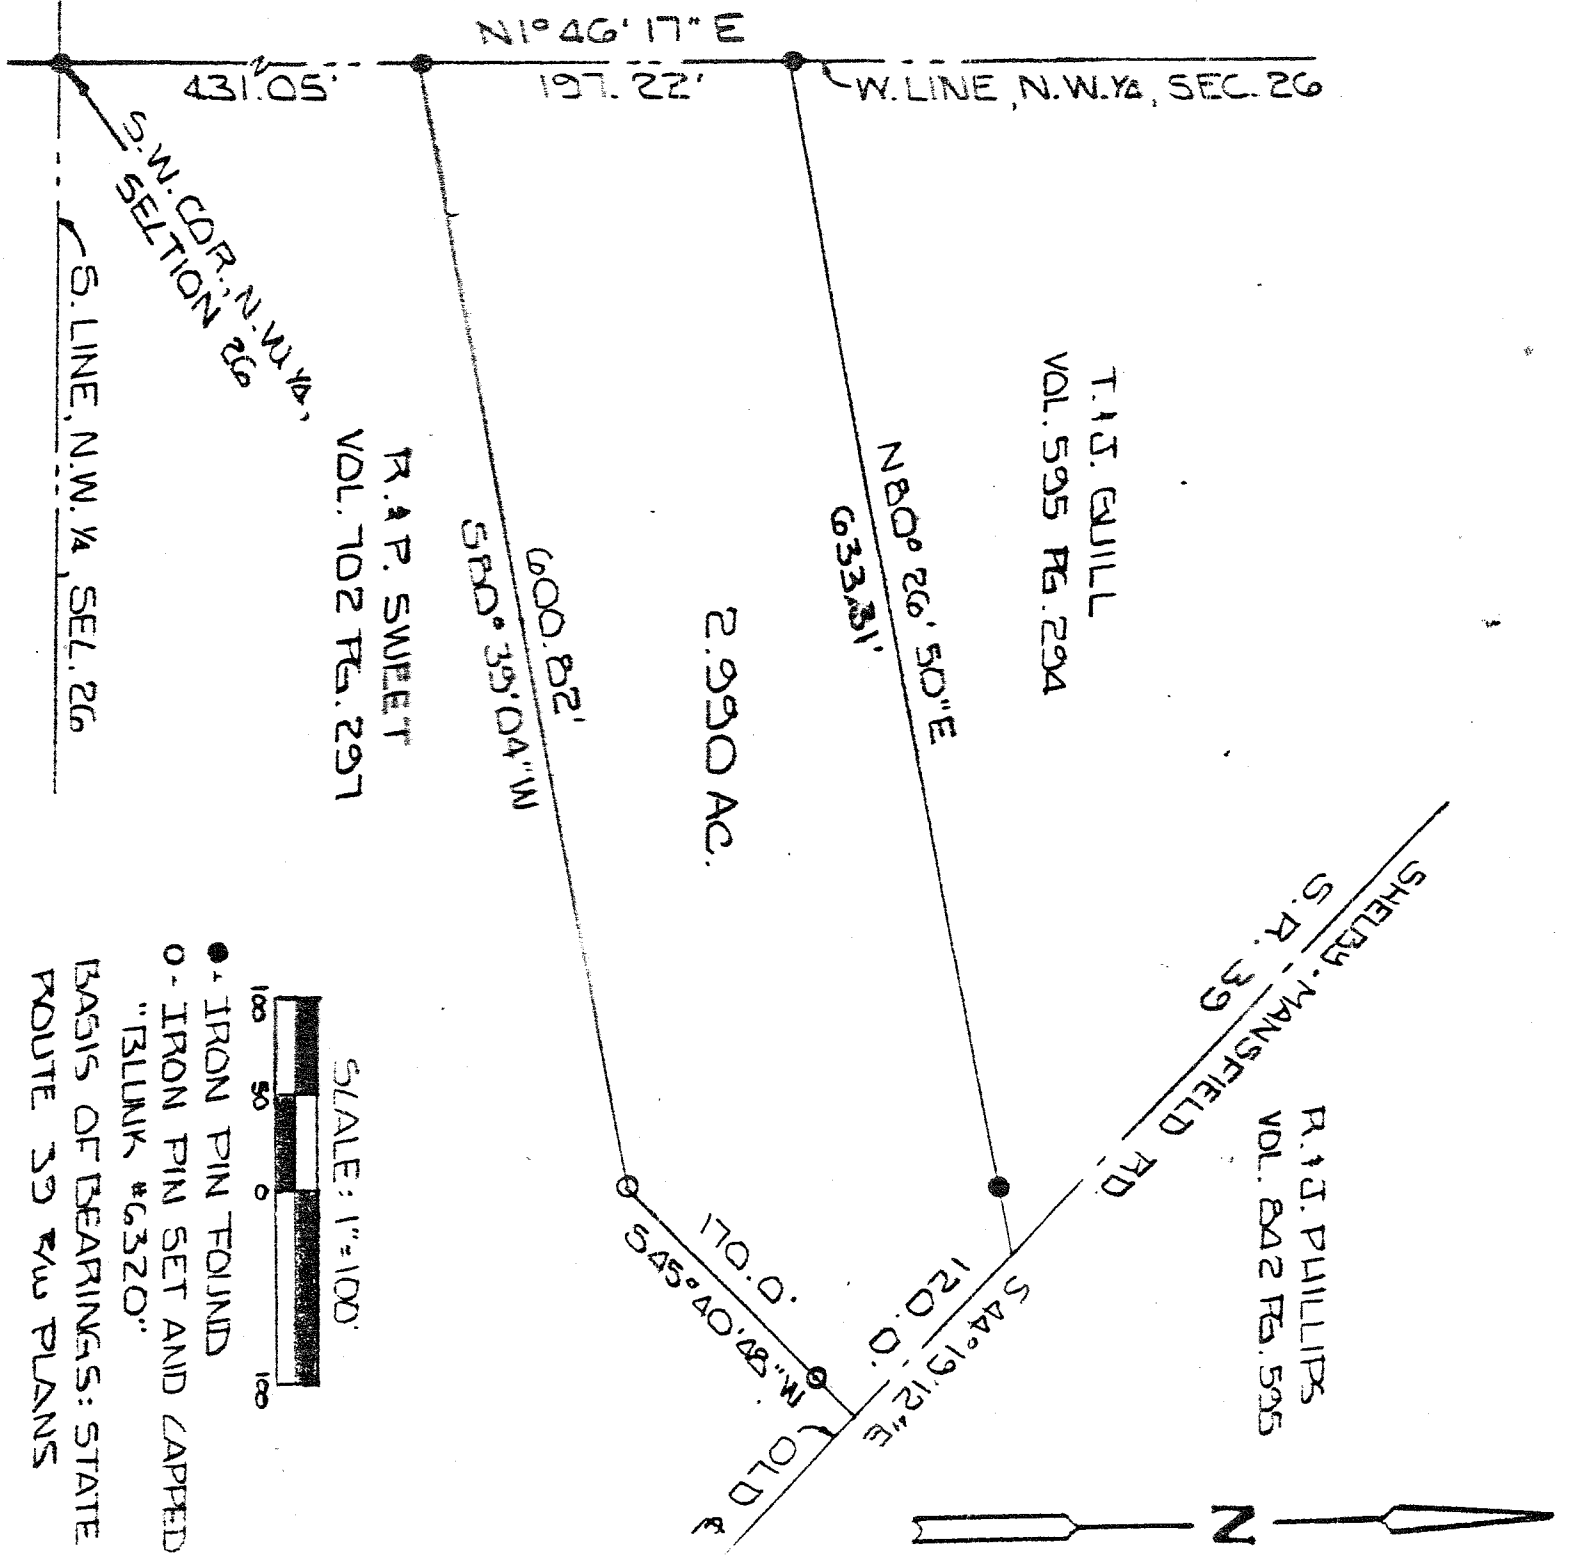 N1° 46' 17" E
431.05'
197.22'
W. LINE, N.W. ¼, SEC. 26
S.W. COR., N.W. ¼,
SECTION 26
S. LINE, N.W. ¼, SEC. 26
T. & J. GUILL
VOL. 595 PG. 294
N80° 26' 50" E
2.990 AC.
600.82'
S80° 39' 04" W
R. & P. SWEET
VOL. 702 PG. 297
SHELBY - MANSFIELD RD
S. R. 39
R. & J. PHILLIPS
VOL. 842 PG. 595
S 44° 19' 12" E
120.0'
170.0'
S 45° 40' 48" W
OLD ℄
N
SCALE: 1"=100'
100 50 0 100
●- IRON PIN FOUND
O- IRON PIN SET AND CAPPED
"BLUNK #6320"
BASIS OF BEARINGS: STATE
ROUTE 39 R/W PLANS